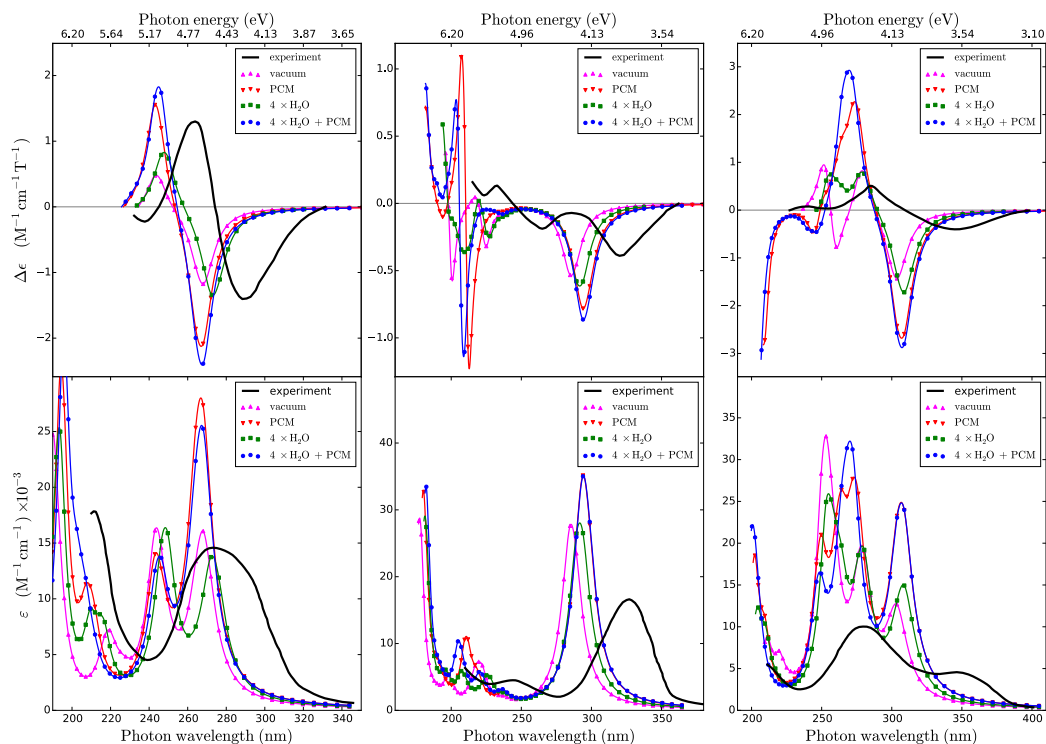 Photon energy (eV) Photon energy (eV) Photon energy (eV)
6.20 5.64 5.17 4.77 4.43 4.13 3.87 3.65 6.20 4.96 4.13 3.54 6.20 4.96 4.13 3.54 3.10
experiment
vacuum
PCM
4 × H₂O
4 × H₂O + PCM
2
1
0
−1
−2
Δϵ (M⁻¹ cm⁻¹ T⁻¹)
experiment
vacuum
PCM
4 × H₂O
4 × H₂O + PCM
1.0
0.5
0.0
−0.5
−1.0
experiment
vacuum
PCM
4 × H₂O
4 × H₂O + PCM
3
2
1
0
−1
−2
−3
experiment
vacuum
PCM
4 × H₂O
4 × H₂O + PCM
25
20
15
10
5
0
ε (M⁻¹ cm⁻¹) ×10⁻³
experiment
vacuum
PCM
4 × H₂O
4 × H₂O + PCM
40
30
20
10
0
experiment
vacuum
PCM
4 × H₂O
4 × H₂O + PCM
35
30
25
20
15
10
5
0
200 220 240 260 280 300 320 340 200 250 300 350 200 250 300 350 400
Photon wavelength (nm) Photon wavelength (nm) Photon wavelength (nm)